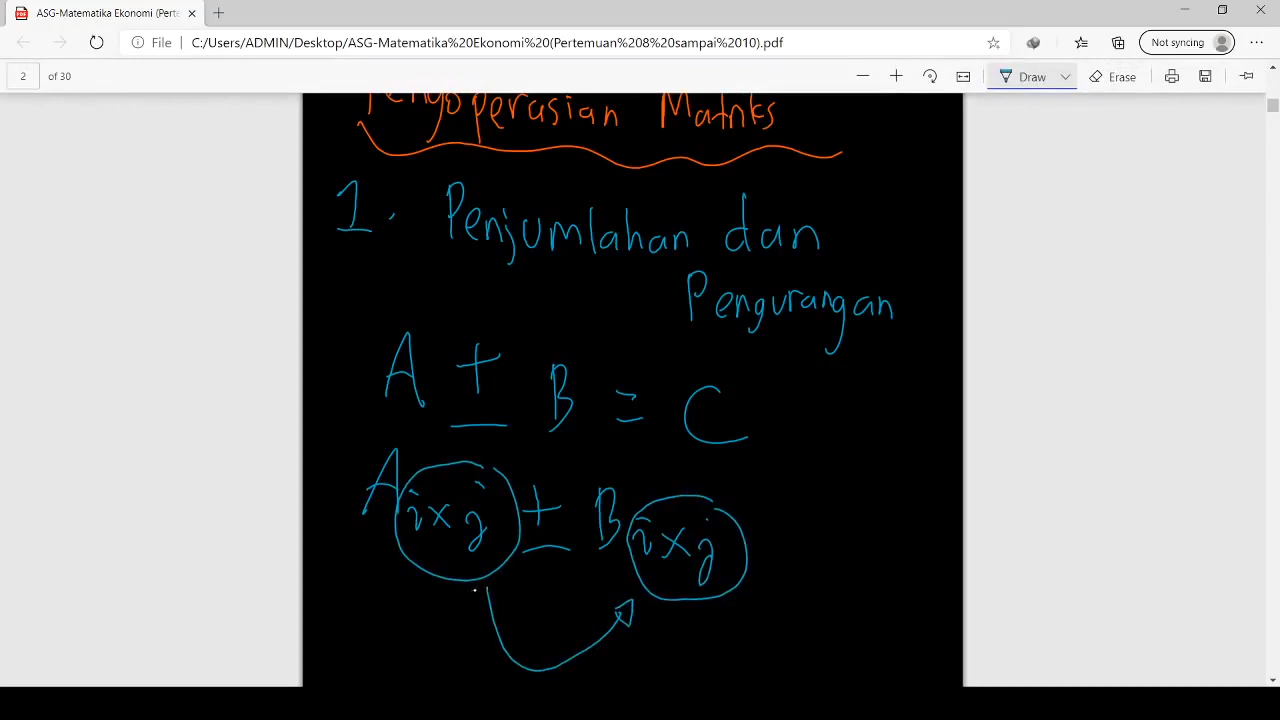 ASG-Matematika Ekonomi (Perte
Not syncing
File C:/Users/ADMIN/Desktop/ASG-Matematika%20Ekonomi%20(Pertemuan%208%20sampai%2010).pdf
2 of 30
Draw
Erase
Pengoperasian Matriks
1. Penjumlahan dan
Pengurangan
A ± B = C
A i×j ± B i×j